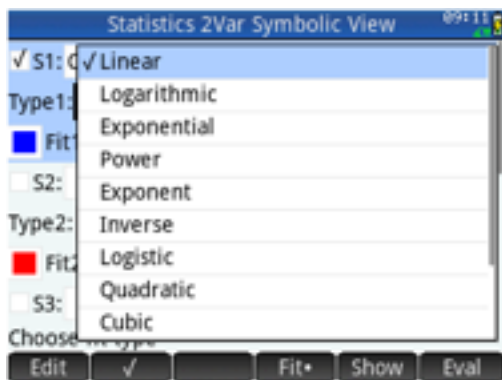 Statistics 2Var Symbolic View 09:11
√ S1: √ Linear
Type1: Logarithmic
Fit1 Exponential
Power
S2: Exponent
Type2: Inverse
Fit2 Logistic
Quadratic
S3: Cubic
Choose fit type
Edit √ Fit• Show Eval